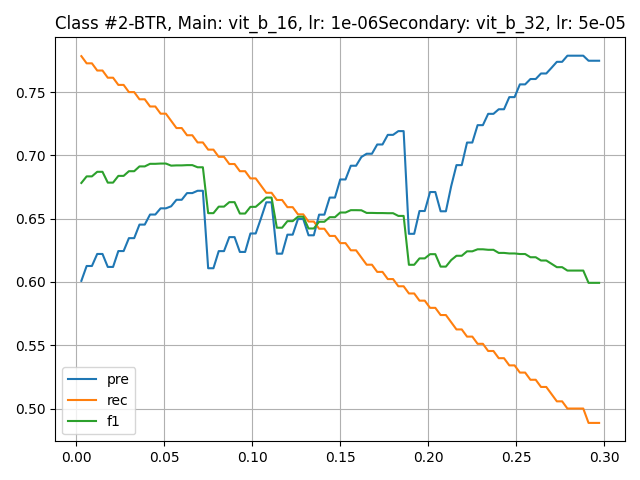 Class #2-BTR, Main: vit_b_16, lr: 1e-06Secondary: vit_b_32, lr: 5e-05
0.75
0.70
0.65
0.60
0.55
0.50
pre
rec
f1
0.00 0.05 0.10 0.15 0.20 0.25 0.30